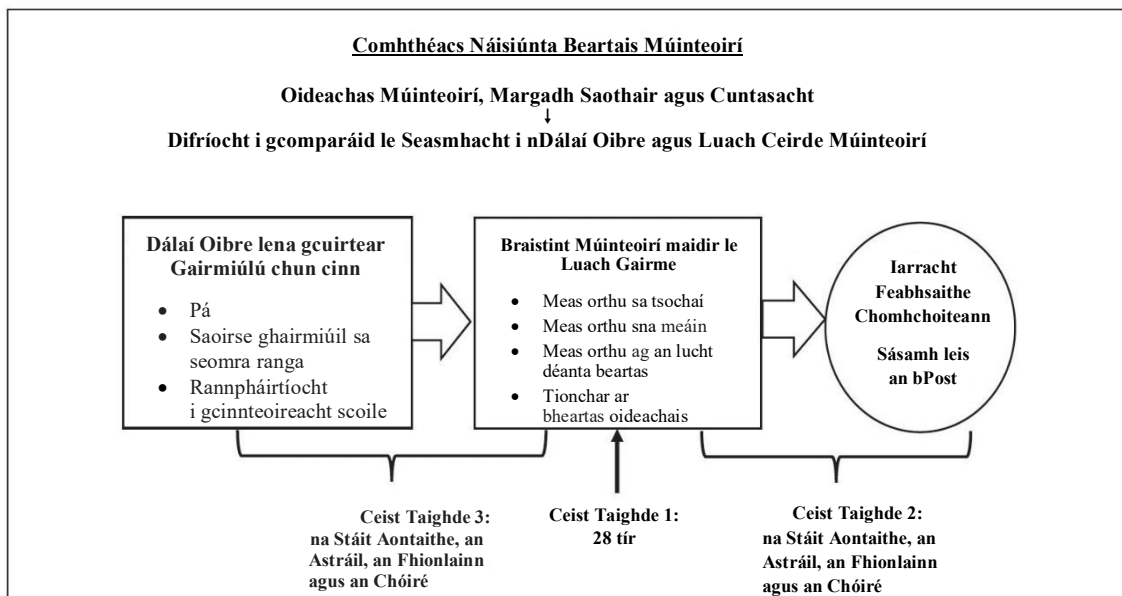 Comhthéacs Náisiúnta Beartais Múinteoirí
Oideachas Múinteoirí, Margadh Saothair agus Cuntasacht
Difríocht i gcomparáid le Seasmhacht i nDálaí Oibre agus Luach Ceirde Múinteoirí
Dálaí Oibre lena gcuirtear
Gairmiúlú chun cinn
• Pá
• Saoirse ghairmiúil sa
seomra ranga
• Rannpháirtíocht
i gcinnteoireacht scoile
Braistint Múinteoirí maidir le
Luach Gairme
• Meas orthu sa tsochaí
• Meas orthu sna meáin
• Meas orthu ag an lucht
déanta beartas
• Tionchar ar
bheartas oideachais
Iarracht
Feabhsaithe
Chomhchoiteann
Sásamh leis
an bPost
Ceist Taighde 3:
na Stáit Aontaithe, an
Astráil, an Fhionlainn
agus an Chóiré
Ceist Taighde 1:
28 tír
Ceist Taighde 2:
na Stáit Aontaithe, an
Astráil, an Fhionlainn
agus an Chóiré